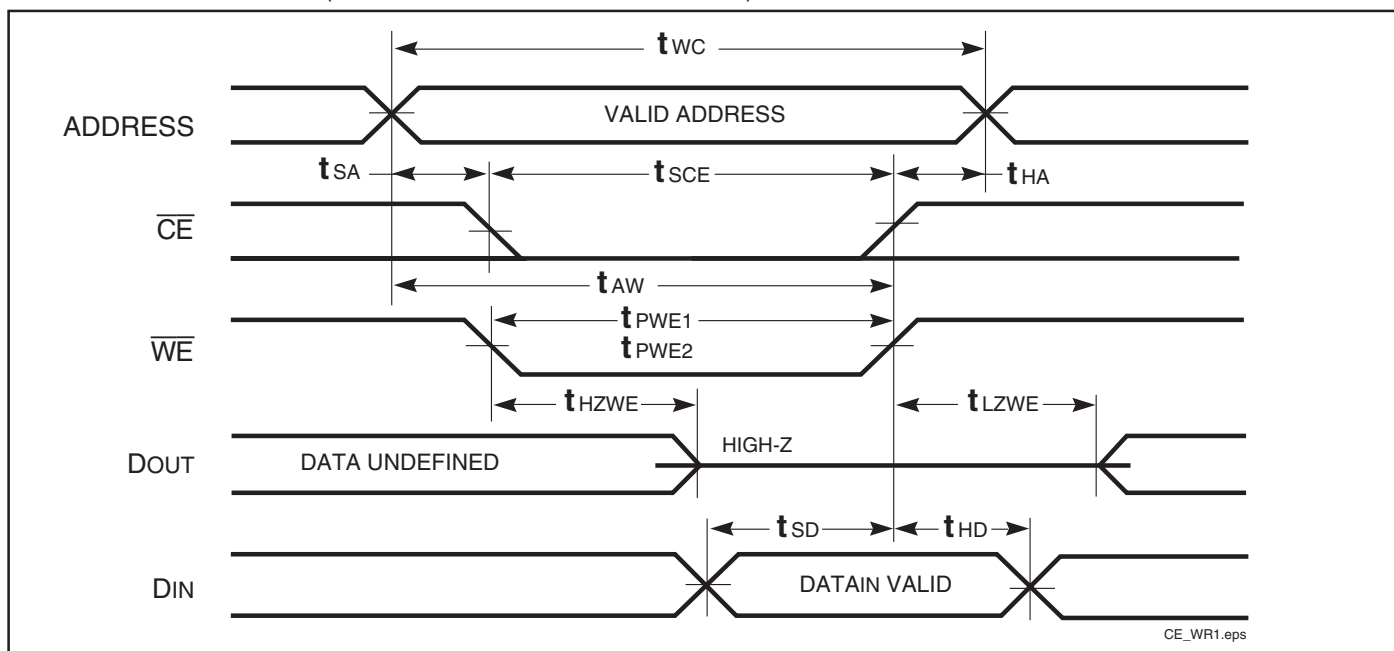 tWC
ADDRESS
VALID ADDRESS
tSA
tSCE
tHA
CE
tAW
tPWE1
WE
tPWE2
tHZWE
tLZWE
HIGH-Z
DOUT
DATA UNDEFINED
tSD
tHD
DIN
DATAIN VALID
CE_WR1.eps